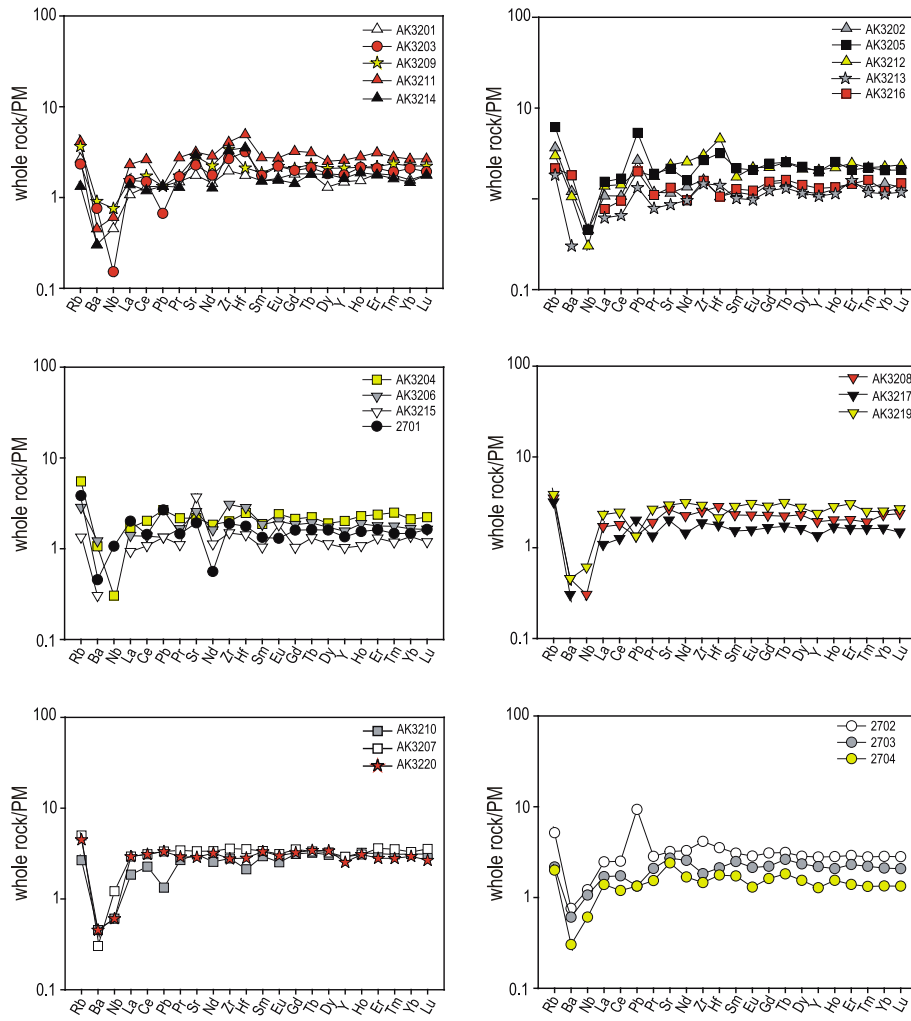 100
10
1
0.1
whole rock/PM
AK3201
AK3203
AK3209
AK3211
AK3214
Rb Ba Nb La Ce Pb Pr Sr Nd Zr Hf Sm Eu Gd Tb Dy Y Ho Er Tm Yb Lu
100
10
1
0.1
whole rock/PM
AK3202
AK3205
AK3212
AK3213
AK3216
Rb Ba Nb La Ce Pb Pr Sr Nd Zr Hf Sm Eu Gd Tb Dy Y Ho Er Tm Yb Lu
100
10
1
0.1
whole rock/PM
AK3204
AK3206
AK3215
2701
Rb Ba Nb La Ce Pb Pr Sr Nd Zr Hf Sm Eu Gd Tb Dy Y Ho Er Tm Yb Lu
100
10
1
0.1
whole rock/PM
AK3208
AK3217
AK3219
Rb Ba Nb La Ce Pb Pr Sr Nd Zr Hf Sm Eu Gd Tb Dy Y Ho Er Tm Yb Lu
100
10
1
0.1
whole rock/PM
AK3210
AK3207
AK3220
Rb Ba Nb La Ce Pb Pr Sr Nd Zr Hf Sm Eu Gd Tb Dy Y Ho Er Tm Yb Lu
100
10
1
0.1
whole rock/PM
2702
2703
2704
Rb Ba Nb La Ce Pb Pr Sr Nd Zr Hf Sm Eu Gd Tb Dy Y Ho Er Tm Yb Lu